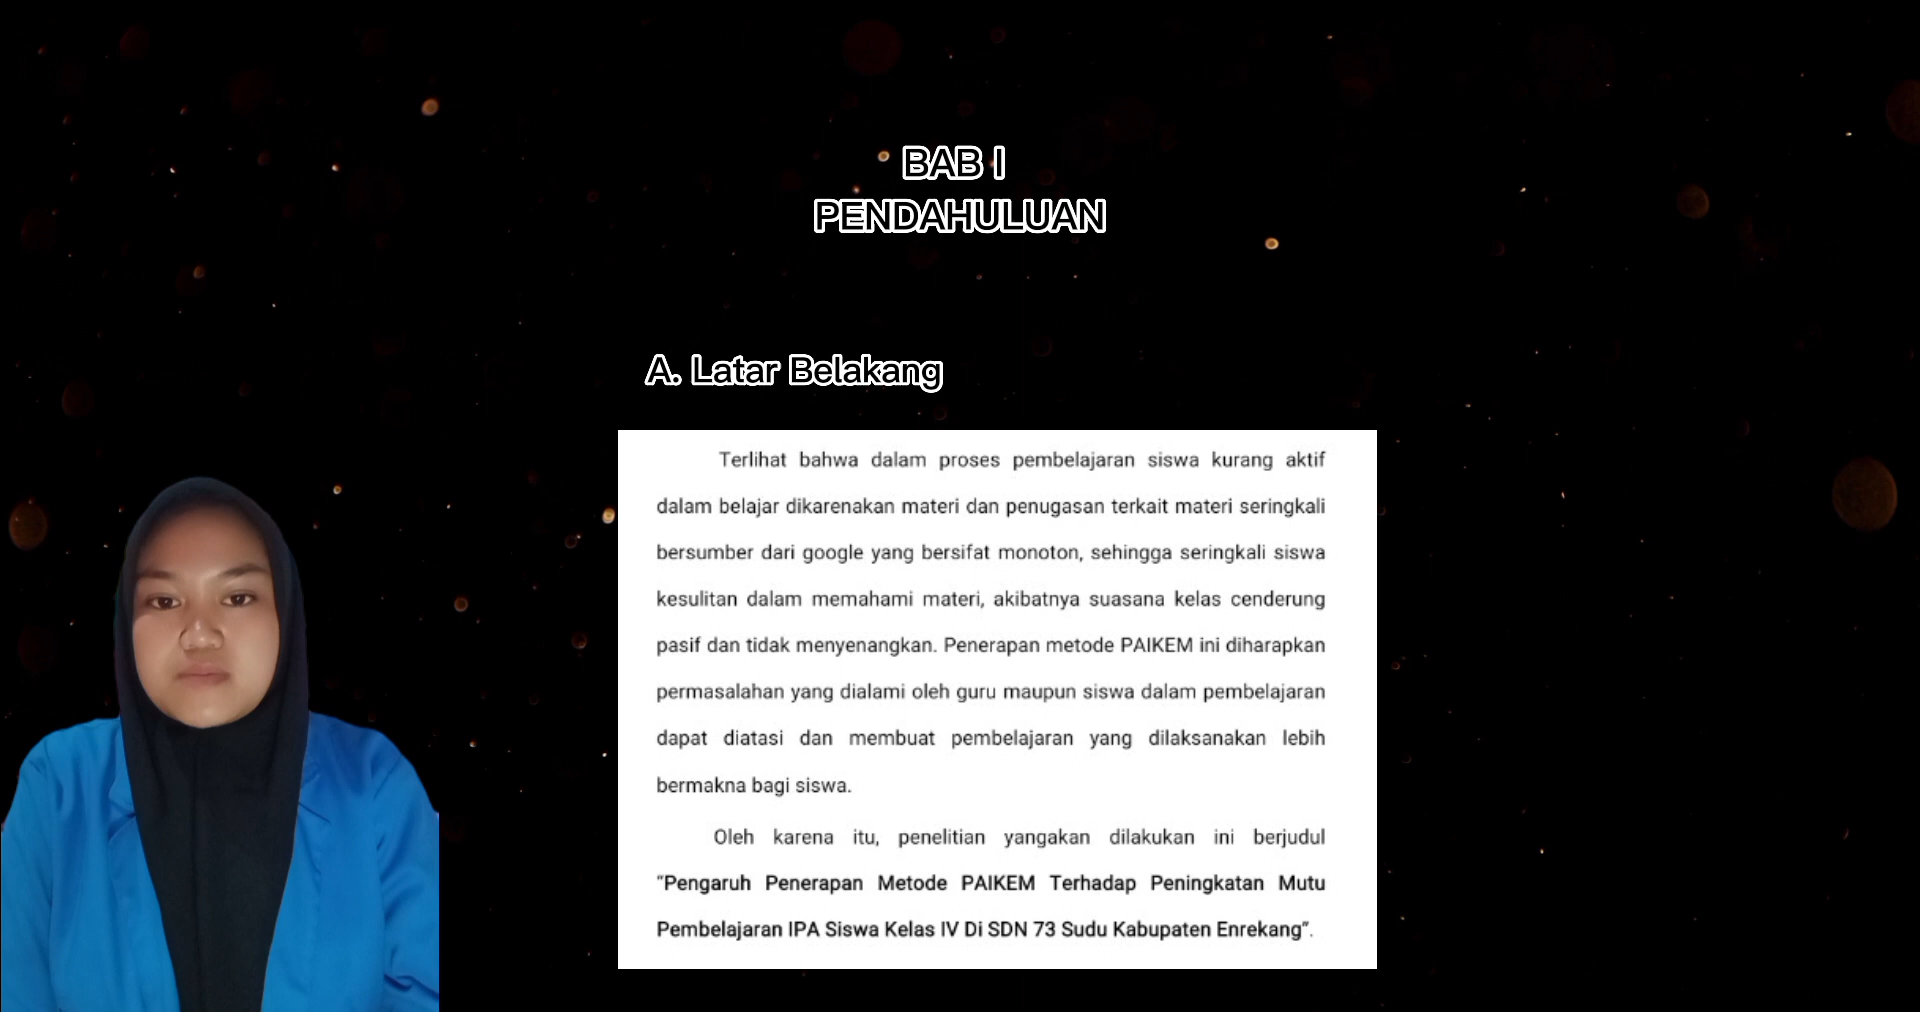 BAB I
PENDAHULUAN
A. Latar Belakang
Terlihat bahwa dalam proses pembelajaran siswa kurang aktif
dalam belajar dikarenakan materi dan penugasan terkait materi seringkali
bersumber dari google yang bersifat monoton, sehingga seringkali siswa
kesulitan dalam memahami materi, akibatnya suasana kelas cenderung
pasif dan tidak menyenangkan. Penerapan metode PAIKEM ini diharapkan
permasalahan yang dialami oleh guru maupun siswa dalam pembelajaran
dapat diatasi dan membuat pembelajaran yang dilaksanakan lebih
bermakna bagi siswa.
Oleh karena itu, penelitian yangakan dilakukan ini berjudul
“Pengaruh Penerapan Metode PAIKEM Terhadap Peningkatan Mutu
Pembelajaran IPA Siswa Kelas IV Di SDN 73 Sudu Kabupaten Enrekang”.